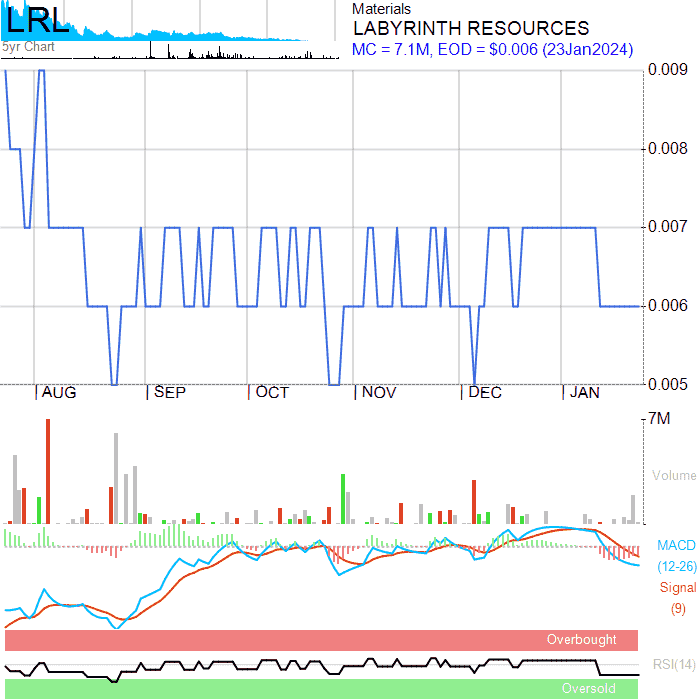 LRL
5yr Chart
Materials
LABYRINTH RESOURCES
MC = 7.1M, EOD = $0.006 (23Jan2024)
0.009
0.008
0.007
0.006
0.005
AUG SEP OCT NOV DEC JAN
7M
Volume
MACD
(12-26)
Signal
(9)
Overbought
RSI(14)
Oversold